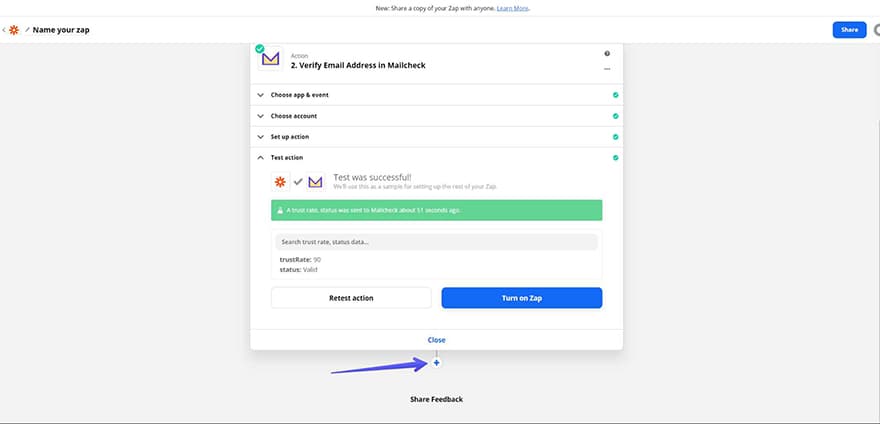 New: Share a copy of your Zap with anyone. Learn More.
Name your zap
Share
Action
2. Verify Email Address in Mailcheck
Choose app & event
Choose account
Set up action
Test action
Test was successful!
We'll use this as a sample for setting up the rest of your Zap.
A trust rate, status was sent to Mailcheck about 51 seconds ago.
Search trust rate, status data...
trustRate: 90
status: Valid
Retest action
Turn on Zap
Close
Share Feedback